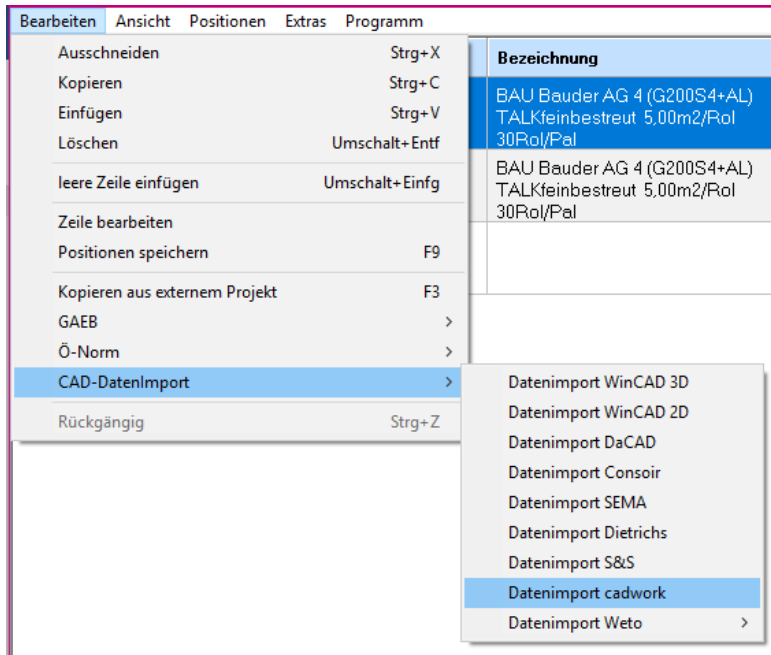 Bearbeiten Ansicht Positionen Extras Programm
Ausschneiden Strg+X
Kopieren Strg+C
Einfügen Strg+V
Löschen Umschalt+Entf
leere Zeile einfügen Umschalt+Einfg
Zeile bearbeiten
Positionen speichern F9
Kopieren aus externem Projekt F3
GAEB
Ö-Norm
CAD-DatenImport
Rückgängig Strg+Z
Bezeichnung
BAU Bauder AG 4 (G200S4+AL)
TALKfeinbestreut 5,00m2/Rol
30Rol/Pal
BAU Bauder AG 4 (G200S4+AL)
TALKfeinbestreut 5,00m2/Rol
30Rol/Pal
Datenimport WinCAD 3D
Datenimport WinCAD 2D
Datenimport DaCAD
Datenimport Consoir
Datenimport SEMA
Datenimport Dietrichs
Datenimport S&S
Datenimport cadwork
Datenimport Weto